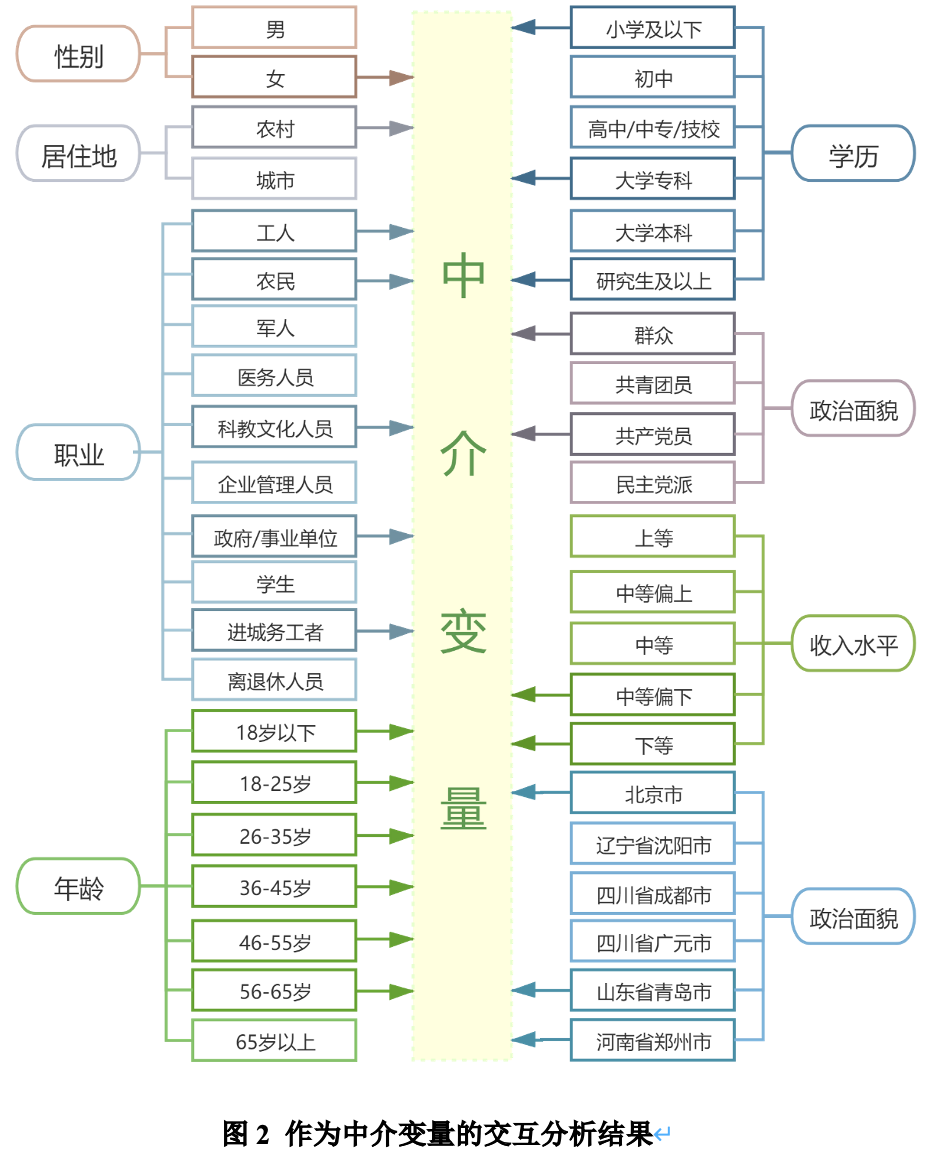 性别
男
女
居住地
农村
城市
职业
工人
农民
军人
医务人员
科教文化人员
企业管理人员
政府/事业单位
学生
进城务工者
离退休人员
年龄
18岁以下
18-25岁
26-35岁
36-45岁
46-55岁
56-65岁
65岁以上
中
介
变
量
小学及以下
初中
高中/中专/技校
大学专科
大学本科
研究生及以上
学历
群众
共青团员
共产党员
民主党派
政治面貌
上等
中等偏上
中等
中等偏下
下等
收入水平
北京市
辽宁省沈阳市
四川省成都市
四川省广元市
山东省青岛市
河南省郑州市
政治面貌
图 2 作为中介变量的交互分析结果↵